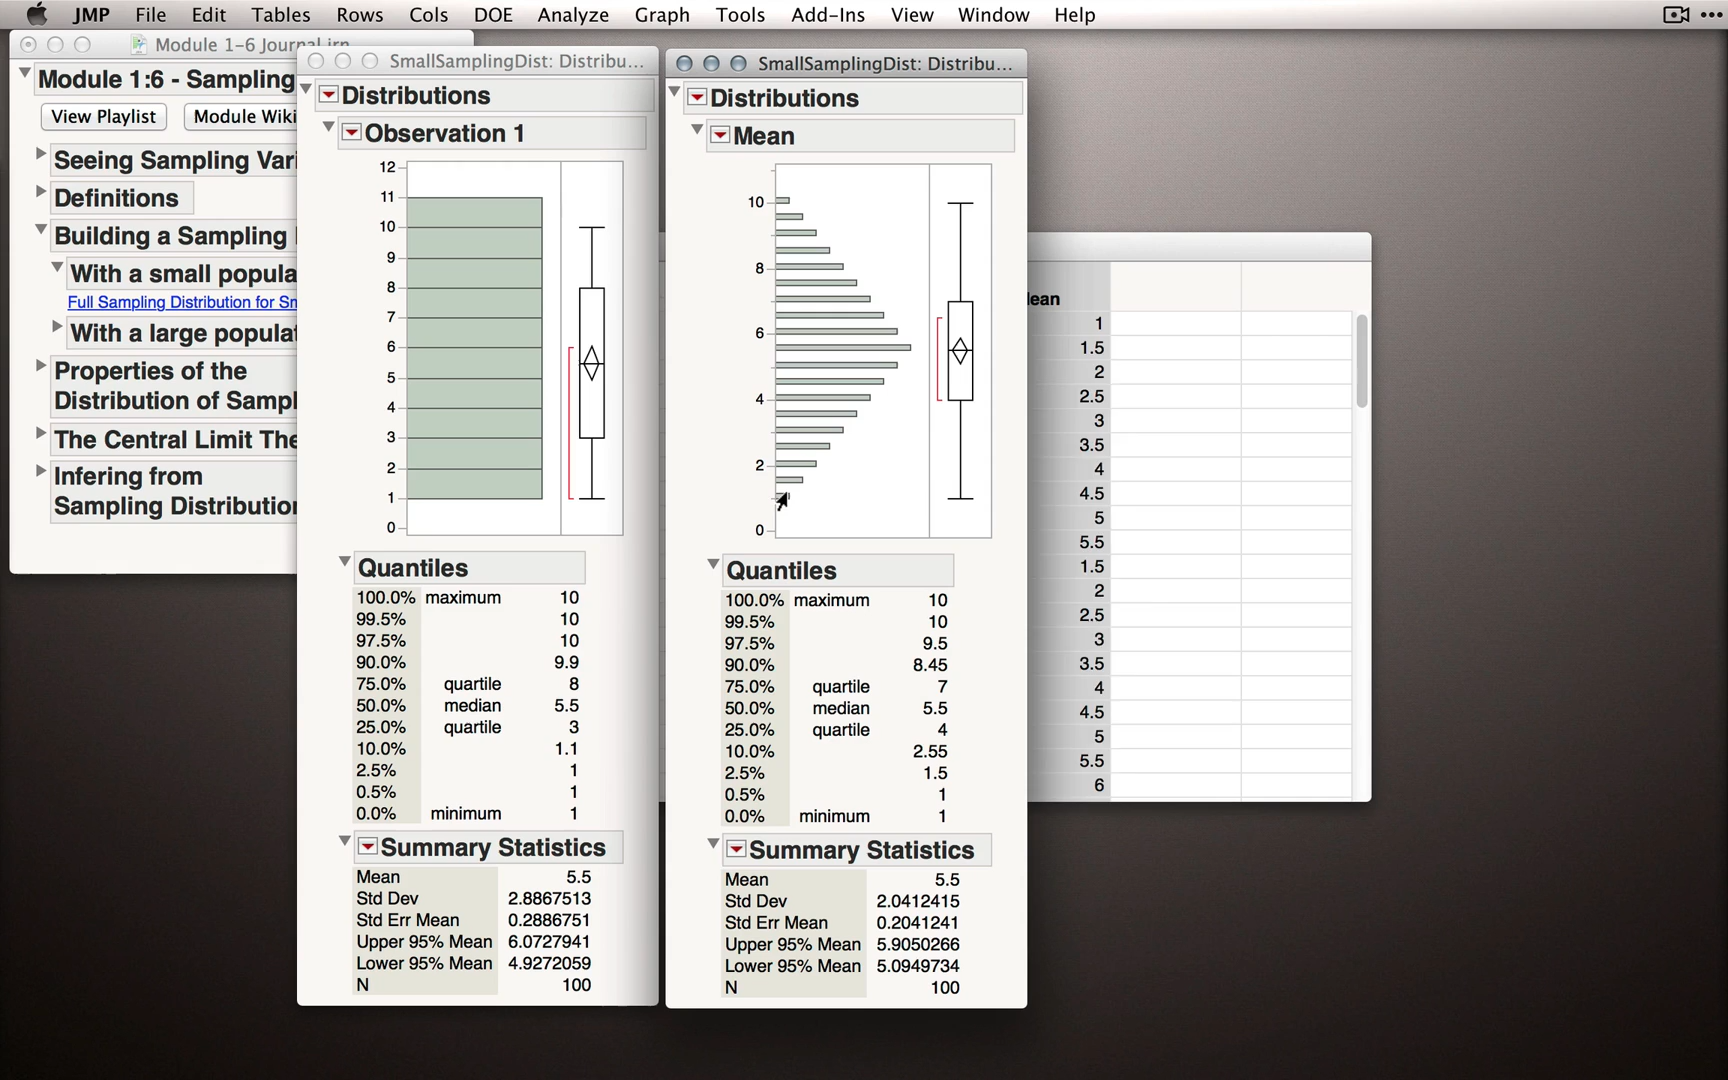 JMP File Edit Tables Rows Cols DOE Analyze Graph Tools Add-Ins View Window Help
Module 1-6 Journal.jrn
Module 1:6 - Sampling
View Playlist Module Wiki
Seeing Sampling Vari
Definitions
Building a Sampling
With a small popula
Full Sampling Distribution for Sm
With a large populat
Properties of the
Distribution of Sampl
The Central Limit The
Infering from
Sampling Distribution
SmallSamplingDist: Distribu...
Distributions
Observation 1
12
11
10
9
8
7
6
5
4
3
2
1
0
Quantiles
100.0% maximum 10
99.5% 10
97.5% 10
90.0% 9.9
75.0% quartile 8
50.0% median 5.5
25.0% quartile 3
10.0% 1.1
2.5% 1
0.5% 1
0.0% minimum 1
Summary Statistics
Mean 5.5
Std Dev 2.8867513
Std Err Mean 0.2886751
Upper 95% Mean 6.0727941
Lower 95% Mean 4.9272059
N 100
SmallSamplingDist: Distribu...
Distributions
Mean
10
8
6
4
2
0
Quantiles
100.0% maximum 10
99.5% 10
97.5% 9.5
90.0% 8.45
75.0% quartile 7
50.0% median 5.5
25.0% quartile 4
10.0% 2.55
2.5% 1.5
0.5% 1
0.0% minimum 1
Summary Statistics
Mean 5.5
Std Dev 2.0412415
Std Err Mean 0.2041241
Upper 95% Mean 5.9050266
Lower 95% Mean 5.0949734
N 100
ean
1
1.5
2
2.5
3
3.5
4
4.5
5
5.5
1.5
2
2.5
3
3.5
4
4.5
5
5.5
6